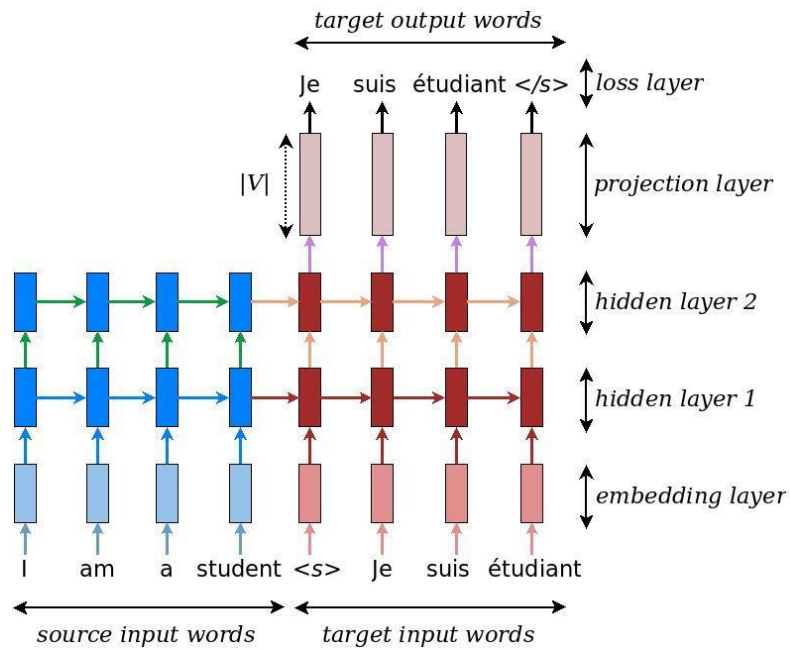 target output words
Je suis étudiant </s> loss layer
|V| projection layer
hidden layer 2
hidden layer 1
embedding layer
I am a student <s> Je suis étudiant
source input words target input words